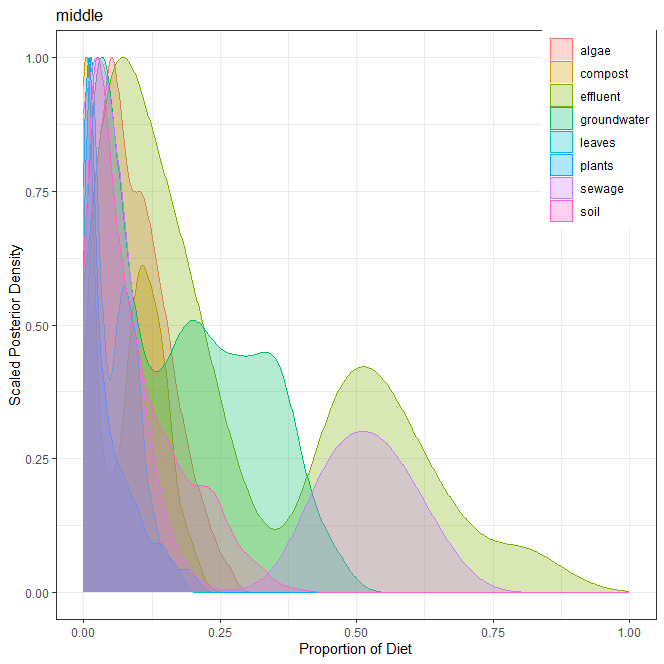 middle
1.00
0.75
0.50
0.25
0.00
Scaled Posterior Density
algae
compost
effluent
groundwater
leaves
plants
sewage
soil
0.00 0.25 0.50 0.75 1.00
Proportion of Diet